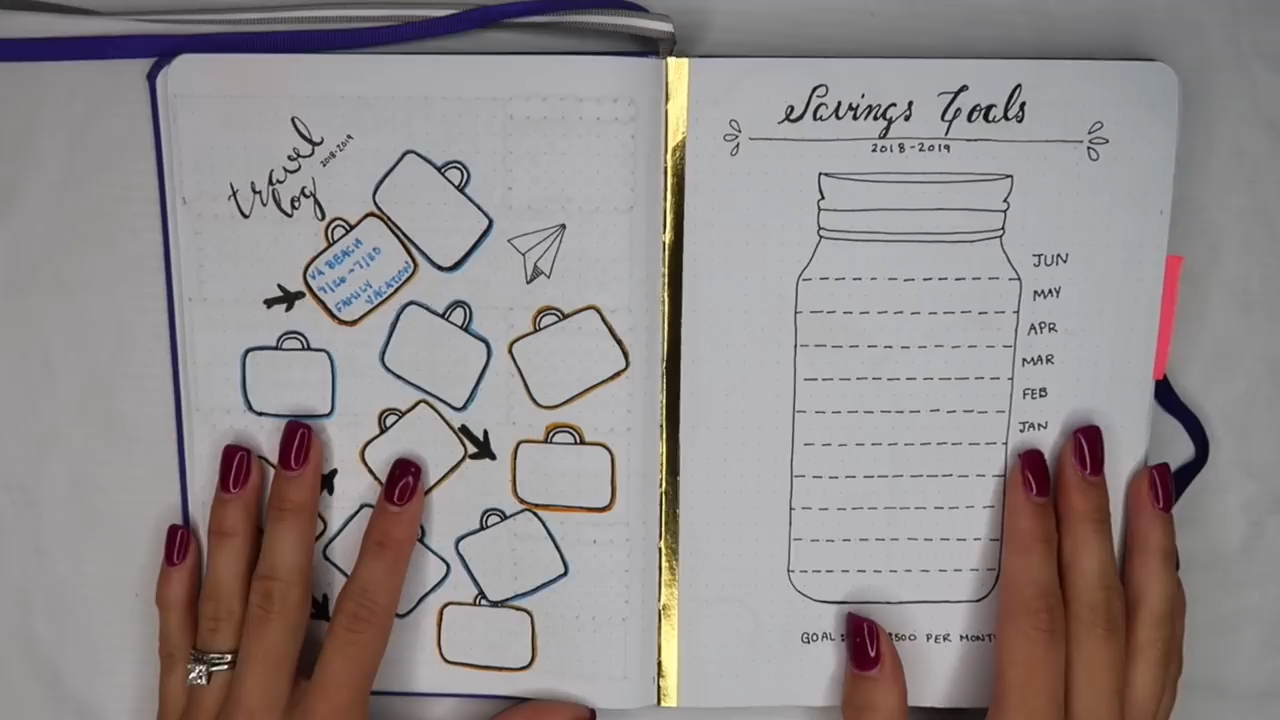 travel
log
2018-2019
VA BEACH
7/26→7/30
FAMILY
VACATION
Savings Goals
2018-2019
JUN
MAY
APR
MAR
FEB
JAN
GOAL: $500 PER